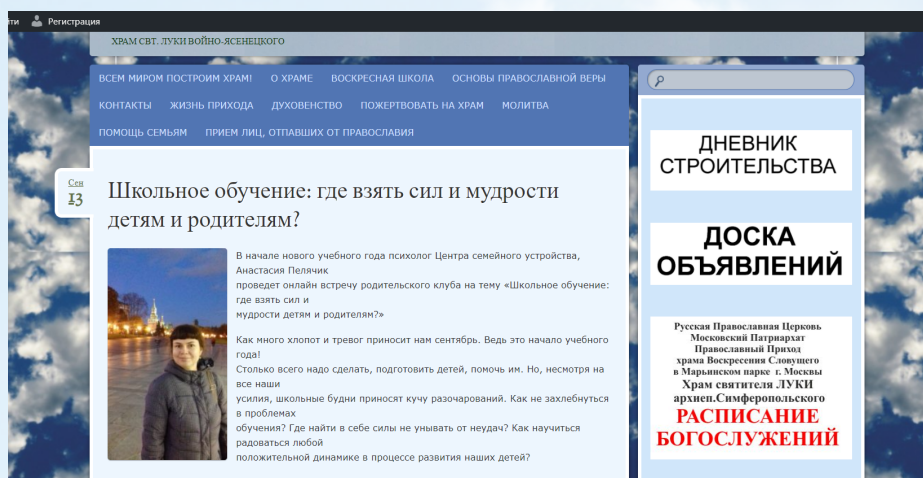 Регистрация
ХРАМ СВТ. ЛУКИ ВОЙНО-ЯСЕНЕЦКОГО
ВСЕМ МИРОМ ПОСТРОИМ ХРАМ! О ХРАМЕ ВОСКРЕСНАЯ ШКОЛА ОСНОВЫ ПРАВОСЛАВНОЙ ВЕРЫ
КОНТАКТЫ ЖИЗНЬ ПРИХОДА ДУХОВЕНСТВО ПОЖЕРТВОВАТЬ НА ХРАМ МОЛИТВА
ПОМОЩЬ СЕМЬЯМ ПРИЕМ ЛИЦ, ОТПАВШИХ ОТ ПРАВОСЛАВИЯ
Сен
13
Школьное обучение: где взять сил и мудрости
детям и родителям?
В начале нового учебного года психолог Центра семейного устройства,
Анастасия Пелячик
проведет онлайн встречу родительского клуба на тему «Школьное обучение:
где взять сил и
мудрости детям и родителям?»
Как много хлопот и тревог приносит нам сентябрь. Ведь это начало учебного
года!
Столько всего надо сделать, подготовить детей, помочь им. Но, несмотря на
все наши
усилия, школьные будни приносят кучу разочарований. Как не захлебнуться
в проблемах
обучения? Где найти в себе силы не унывать от неудач? Как научиться
радоваться любой
положительной динамике в процессе развития наших детей?
ДНЕВНИК
СТРОИТЕЛЬСТВА
ДОСКА
ОБЪЯВЛЕНИЙ
Русская Православная Церковь
Московский Патриархат
Православный Приход
храма Воскресения Словущего
в Марьинском парке г. Москвы
Храм святителя ЛУКИ
архиеп.Симферопольского
РАСПИСАНИЕ
БОГОСЛУЖЕНИЙ